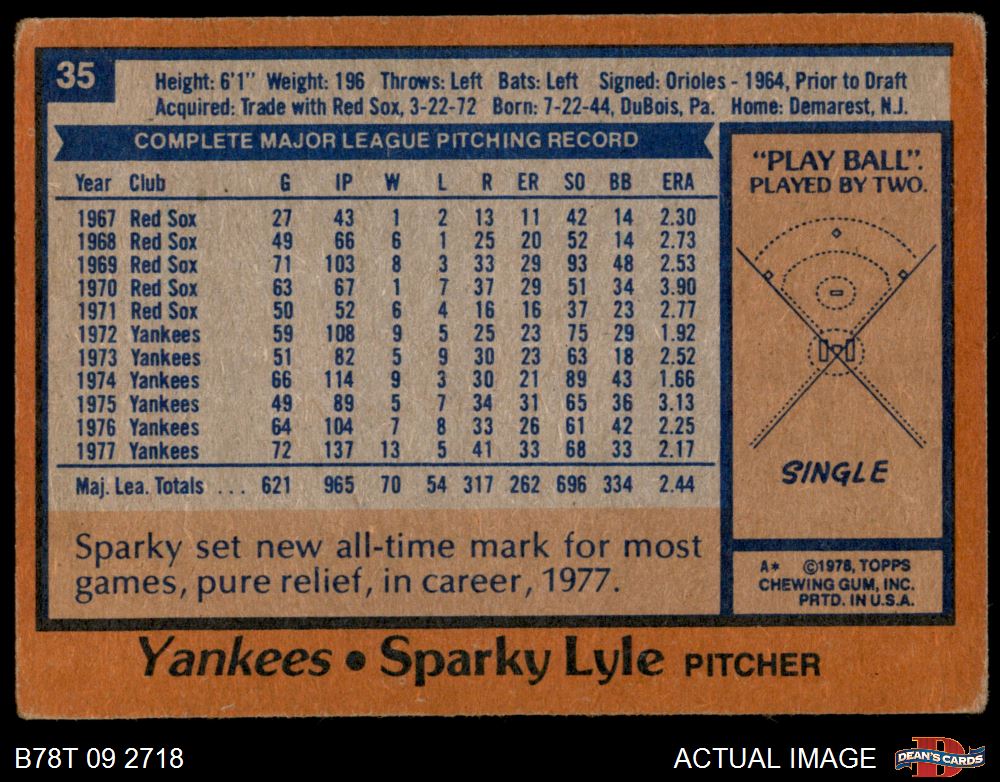 35
Height: 6'1" Weight: 196 Throws: Left Bats: Left Signed: Orioles - 1964, Prior to Draft
Acquired: Trade with Red Sox, 3-22-72 Born: 7-22-44, DuBois, Pa. Home: Demarest, N.J.
COMPLETE MAJOR LEAGUE PITCHING RECORD
Year Club G IP W L R ER SO BB ERA
1967 Red Sox 27 43 1 2 13 11 42 14 2.30
1968 Red Sox 49 66 6 1 25 20 52 14 2.73
1969 Red Sox 71 103 8 3 33 29 93 48 2.53
1970 Red Sox 63 67 1 7 37 29 51 34 3.90
1971 Red Sox 50 52 6 4 16 16 37 23 2.77
1972 Yankees 59 108 9 5 25 23 75 29 1.92
1973 Yankees 51 82 5 9 30 23 63 18 2.52
1974 Yankees 66 114 9 3 30 21 89 43 1.66
1975 Yankees 49 89 5 7 34 31 65 36 3.13
1976 Yankees 64 104 7 8 33 26 61 42 2.25
1977 Yankees 72 137 13 5 41 33 68 33 2.17
Maj. Lea. Totals ... 621 965 70 54 317 262 696 334 2.44
Sparky set new all-time mark for most
games, pure relief, in career, 1977.
"PLAY BALL".
PLAYED BY TWO.
SINGLE
A* ©1978, TOPPS
CHEWING GUM, INC.
PRTD. IN U.S.A.
Yankees • Sparky Lyle PITCHER
B78T 09 2718
ACTUAL IMAGE
D
DEAN'S CARDS